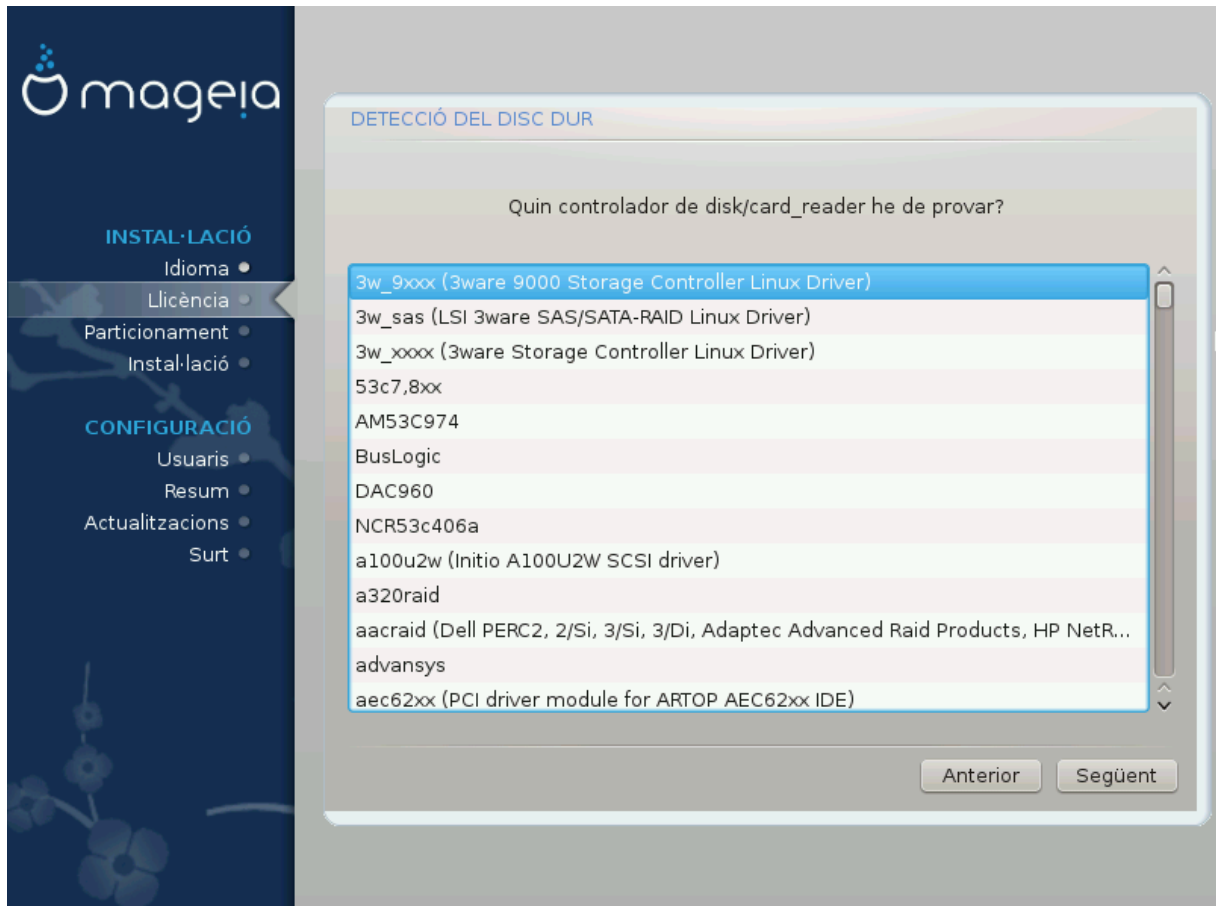 mageia
INSTAL·LACIÓ
Idioma
Llicència
Particionament
Instal·lació
CONFIGURACIÓ
Usuaris
Resum
Actualitzacions
Surt
DETECCIÓ DEL DISC DUR
Quin controlador de disk/card_reader he de provar?
3w_9xxx (3ware 9000 Storage Controller Linux Driver)
3w_sas (LSI 3ware SAS/SATA-RAID Linux Driver)
3w_xxxx (3ware Storage Controller Linux Driver)
53c7,8xx
AM53C974
BusLogic
DAC960
NCR53c406a
a100u2w (Initio A100U2W SCSI driver)
a320raid
aacraid (Dell PERC2, 2/Si, 3/Si, 3/Di, Adaptec Advanced Raid Products, HP NetR...
advansys
aec62xx (PCI driver module for ARTOP AEC62xx IDE)
Anterior
Següent